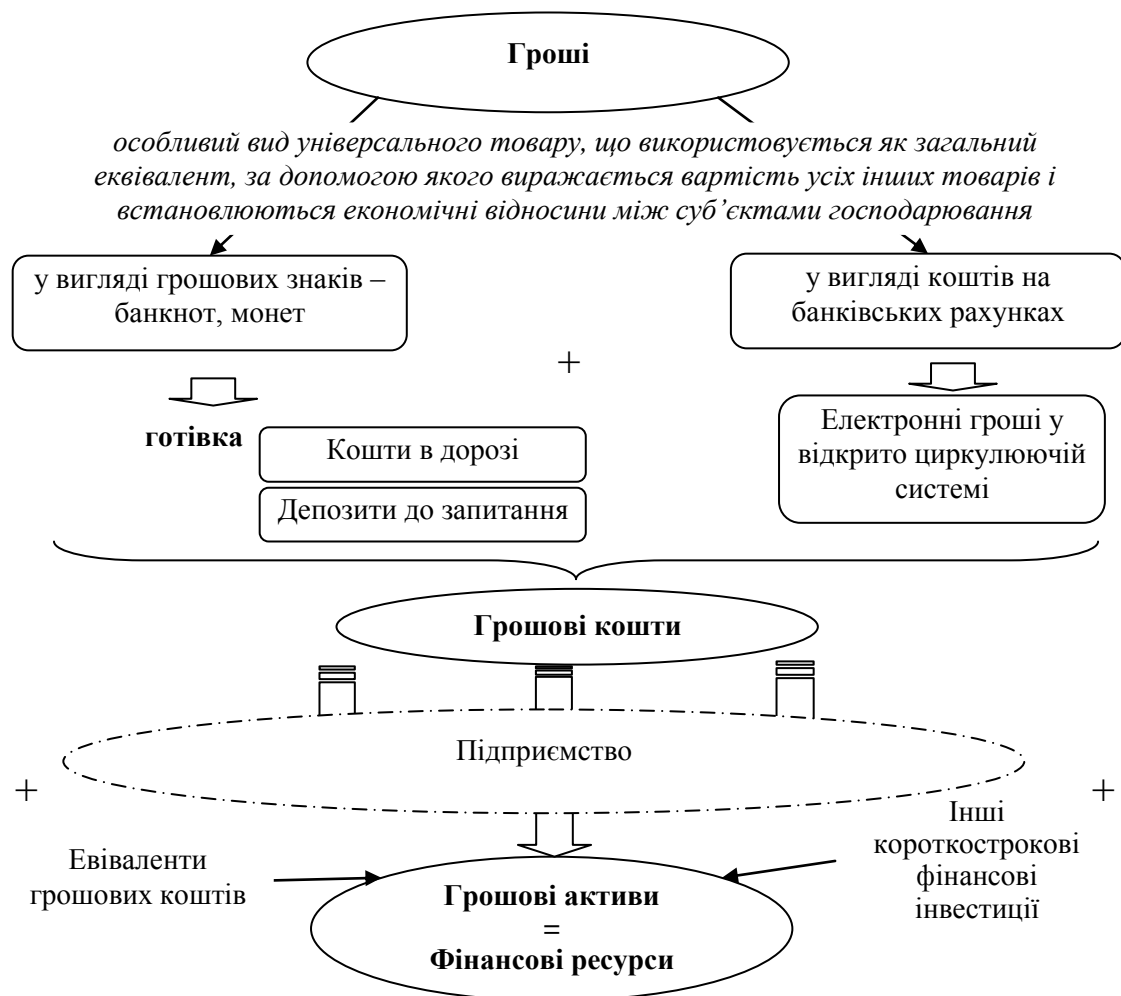 Гроші
особливий вид універсального товару, що використовується як загальний
еквівалент, за допомогою якого виражається вартість усіх інших товарів і
встановлюються економічні відносини між суб’єктами господарювання
у вигляді грошових знаків –
банкнот, монет
у вигляді коштів на
банківських рахунках
+
готівка
Кошти в дорозі
Депозити до запитання
Електронні гроші у
відкрито циркулюючій
системі
Грошові кошти
Підприємство
+
+
Евіваленти
грошових коштів
Інші
короткострокові
фінансові
інвестиції
Грошові активи
=
Фінансові ресурси